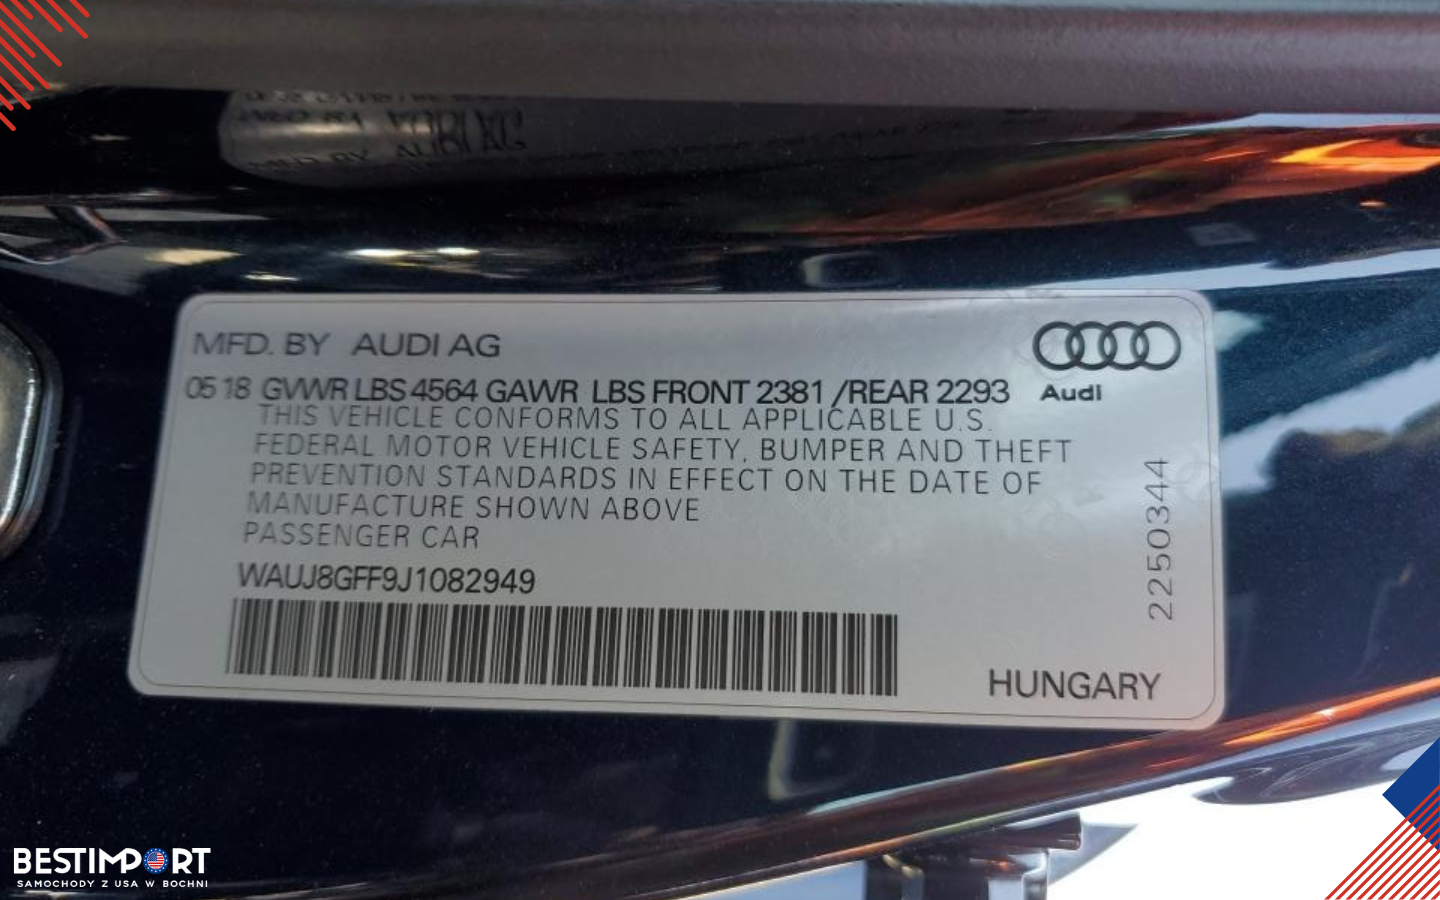 MFD. BY AUDI AG
05 18 GVWR LBS 4564 GAWR LBS FRONT 2381 /REAR 2293
Audi
THIS VEHICLE CONFORMS TO ALL APPLICABLE U.S.
FEDERAL MOTOR VEHICLE SAFETY, BUMPER AND THEFT
PREVENTION STANDARDS IN EFFECT ON THE DATE OF
MANUFACTURE SHOWN ABOVE
PASSENGER CAR
WAUJ8GFF9J1082949
2250344
HUNGARY
BESTIMPORT
SAMOCHODY Z USA W BOCHNI